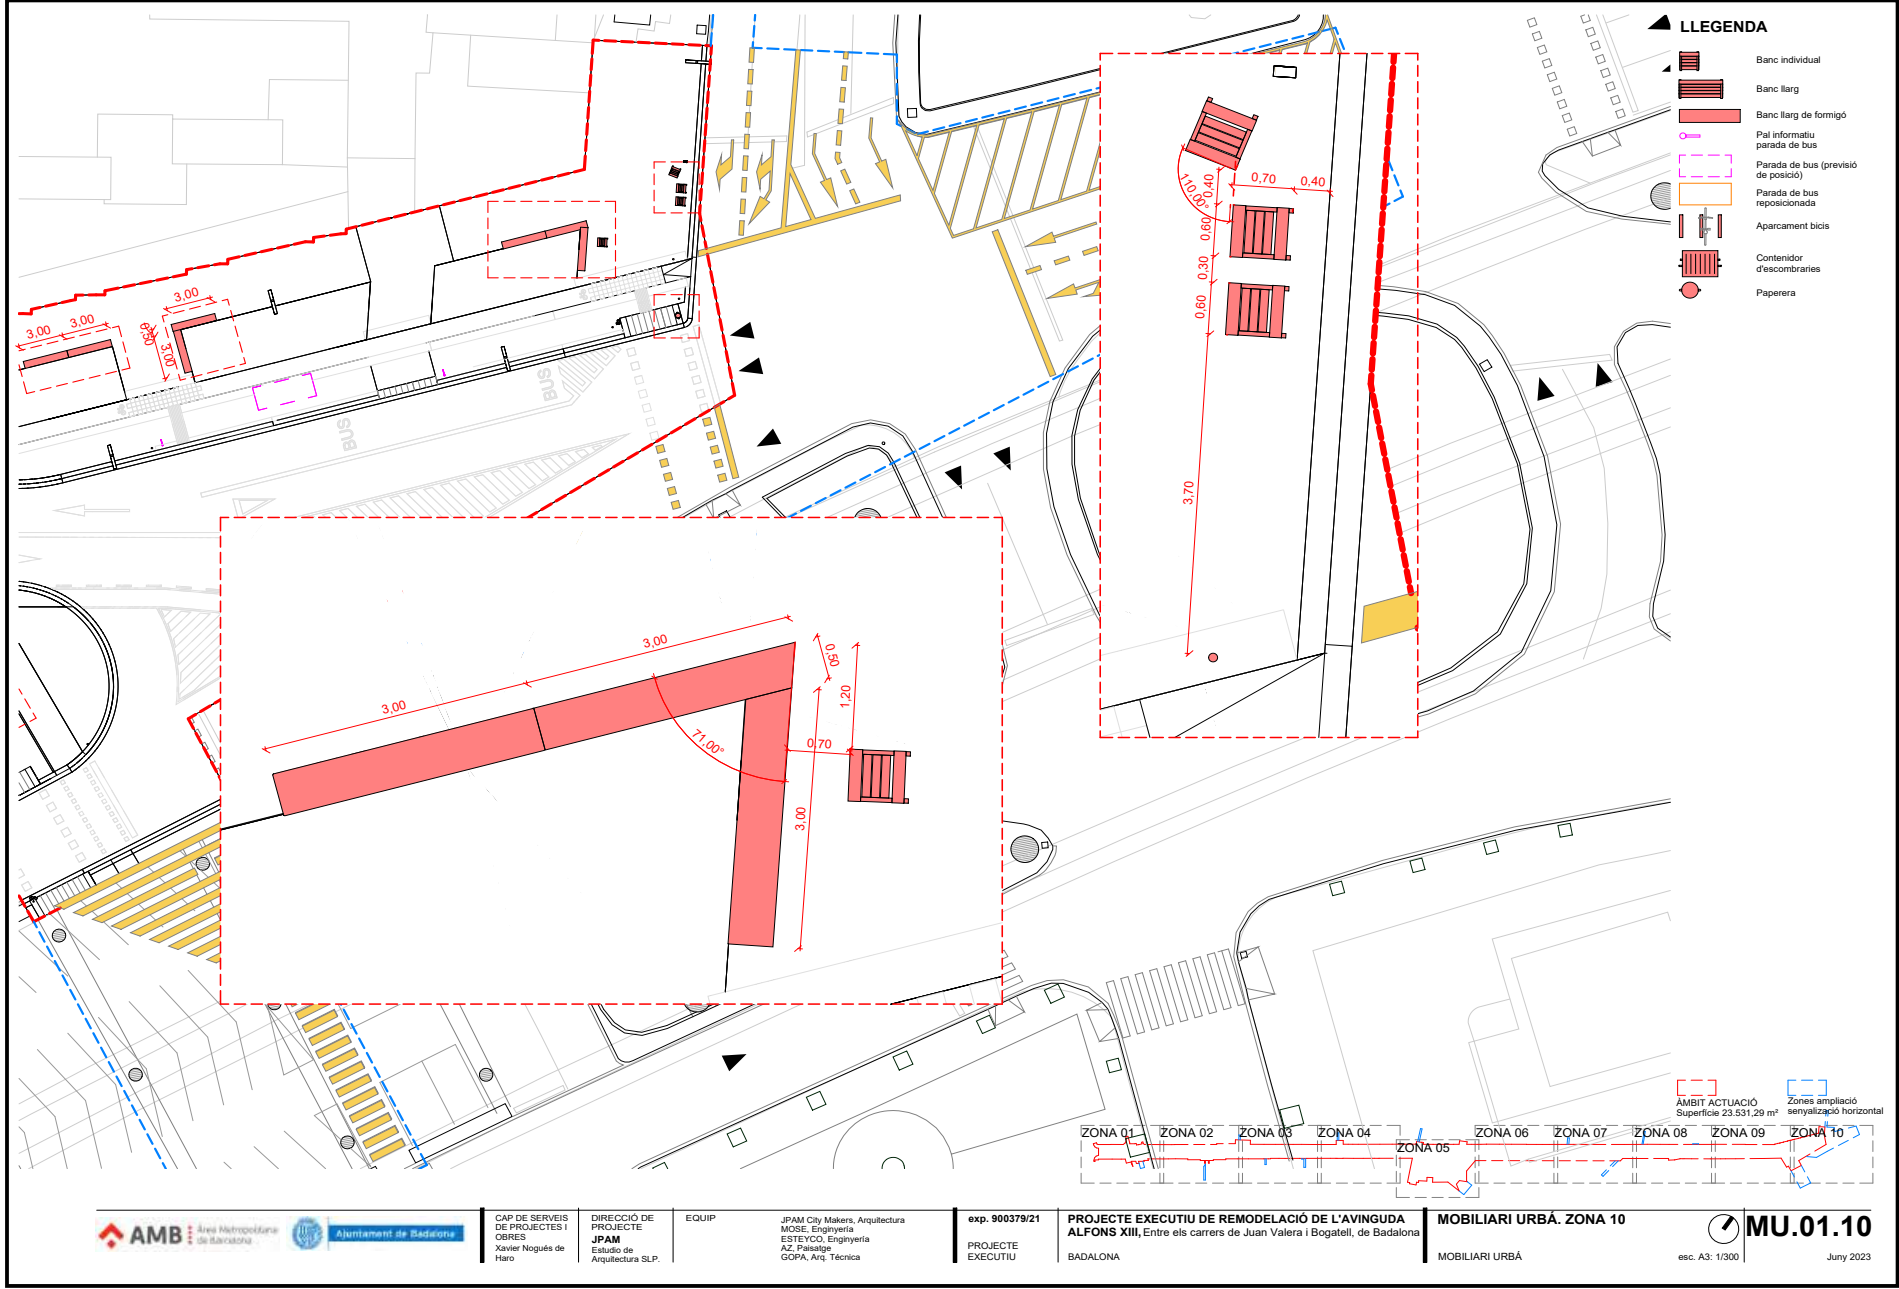 LLEGENDA
Banc individual
Banc llarg
Banc llarg de formigó
Pal informatiu
parada de bus
Parada de bus (previsió
de posició)
Parada de bus
reposicionada
Aparcament bicis
Contenidor
d'escombraries
Paperera
3,00
3,00
3,00
0,50
3,00
BUS
BUS
110,00°
0,40
0,70
0,40
0,60
0,30
0,60
3,70
3,00
3,00
0,50
1,20
0,70
71,00°
3,00
ÀMBIT ACTUACIÓ
Superfície 23.531,29 m²
Zones ampliació
senyalizació horizontal
ZONA 01
ZONA 02
ZONA 03
ZONA 04
ZONA 05
ZONA 06
ZONA 07
ZONA 08
ZONA 09
ZONA 10
AMB
Àrea Metropolitana
de Barcelona
Ajuntament de Badalona
CAP DE SERVEIS
DE PROJECTES I
OBRES
Xavier Nogués de
Haro
DIRECCIÓ DE
PROJECTE
JPAM
Estudio de
Arquitectura SLP.
EQUIP
JPAM City Makers, Arquitectura
MOSE, Enginyería
ESTEYCO, Enginyería
AZ, Paisatge
GOPA, Arq. Técnica
exp. 900379/21
PROJECTE
EXECUTIU
PROJECTE EXECUTIU DE REMODELACIÓ DE L'AVINGUDA
ALFONS XIII, Entre els carrers de Juan Valera i Bogatell, de Badalona
BADALONA
MOBILIARI URBÀ. ZONA 10
MOBILIARI URBÀ
esc. A3: 1/300
MU.01.10
Juny 2023